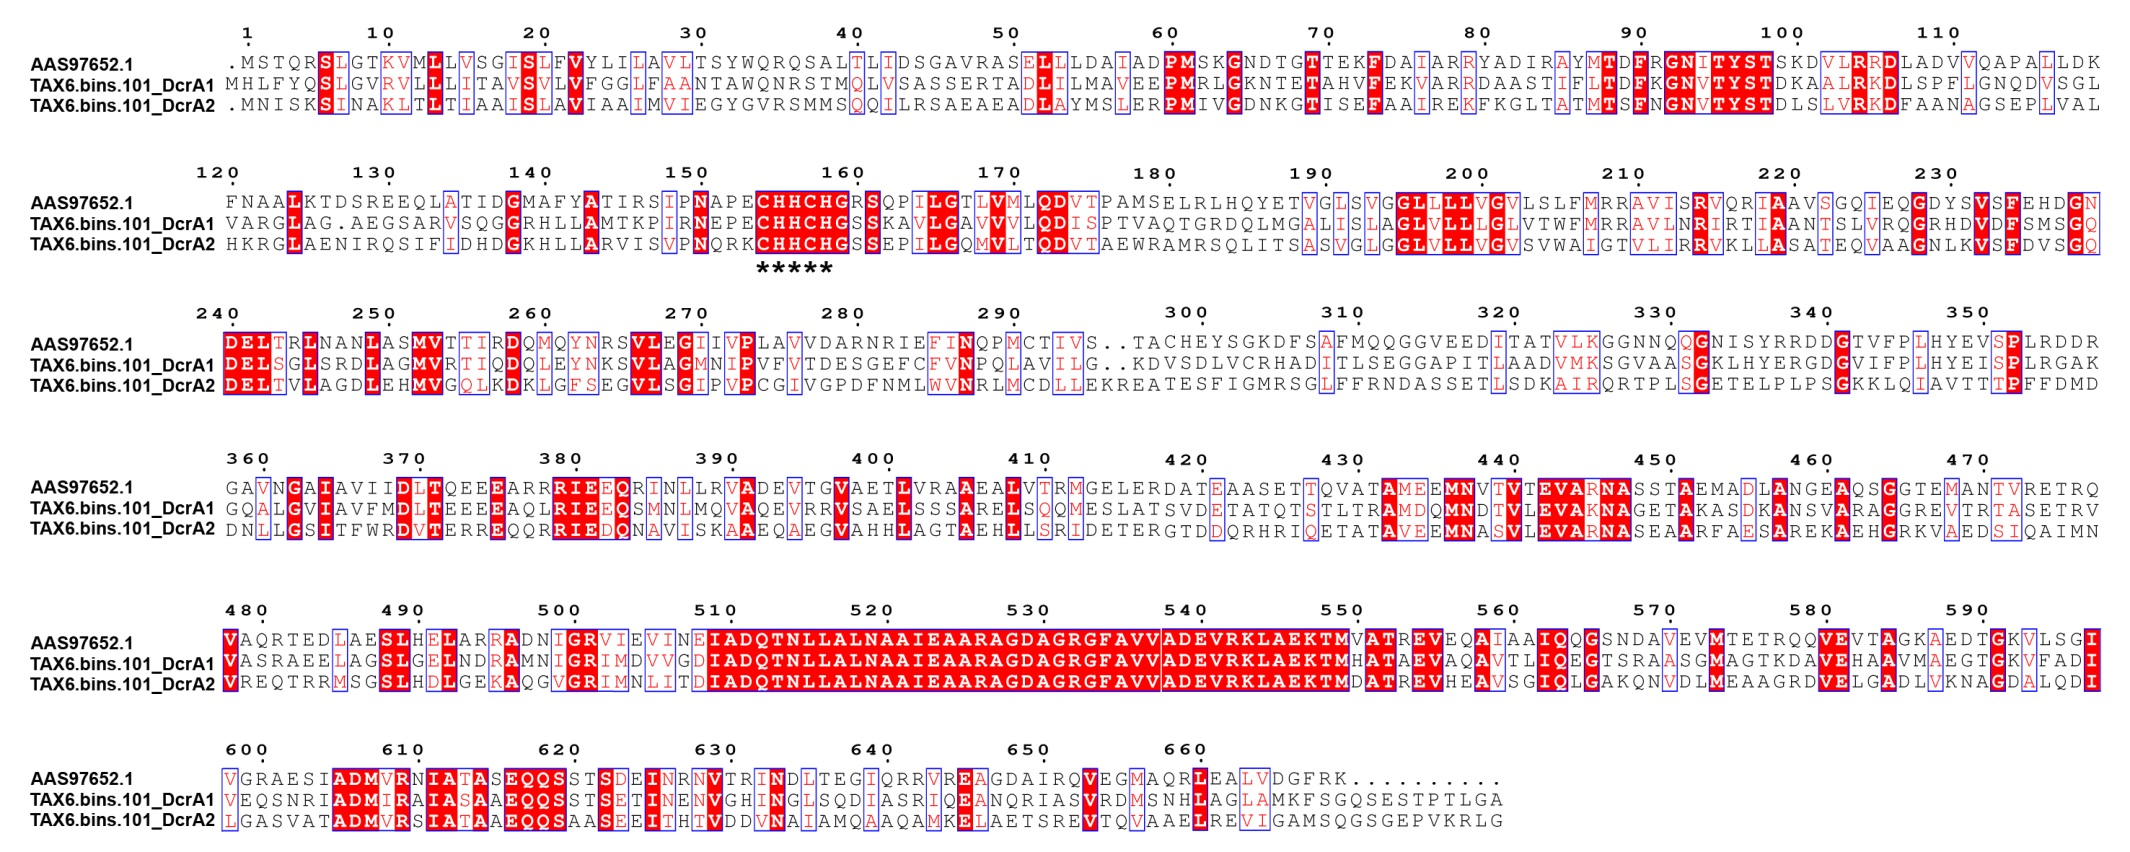 1 10 20 30 40 50 60 70 80 90 100 110
AAS97652.1 .MSTQRSLGTKVMLLVSGISLFVYLILAVLTSYWQRQSALTLIDSGAVRASELLLDAIADPMSKGNDTGTTEKFDAIARRYADIRAYMTDFRGNITYSTSKDVLRRDLADVVQAPALLDK
TAX6.bins.101_DcrA1 MHLFYQSLGVRVLLLITAVSVLVFGGLFAANTAWQNRSTMQLVSASSERTADLILMAVEEPMRLGKNTETAHVFEKVARRDAASTIFLTDFKGNVTYSTDKAALRKDLSPFLGNQDVSGL
TAX6.bins.101_DcrA2 .MNISKSINAKLTLTIAAISLAVIAAIMVIEGYGVRSMMSQQILRSAEAEADLAYMSLERPMIVGDNKGTISEFAAIREKFKGLTATMTSFNGNVTYSTDLSLVRKDFAANAGSEPLVAL
120 130 140 150 160 170 180 190 200 210 220 230
AAS97652.1 FNAALKTDSREEQLATIDGMAFYATIRSIPNAPECHHCHGRSQPILGTLVMLQDVTPAMSELRLHQYETVGLSVGGLLLLVGVLSLFMRRAVISRVQRIAAVSGQIEQGDYSVSFEHDGN
TAX6.bins.101_DcrA1 VARGLAG.AEGSARVSQGGRHLLAMTKPIRNEPECHHCHGSSKAVLGAVVVLQDISPTVAQTGRDQLMGALISLAGLVLLLGLVTWFMRRAVLNRIRTIAANTSLVRQGRHDVDFSMSGQ
TAX6.bins.101_DcrA2 HKRGLAENIRQSIFIDHDGKHLLARVISVPNQRKCHHCHGSSEPILGQMVLTQDVTAEWRAMRSQLITSASVGLGGLVLLVGVSVWAIGTVLIRRVKLLASATEQVAAGNLKVSFDVSGQ
*****
240 250 260 270 280 290 300 310 320 330 340 350
AAS97652.1 DELTRLNANLASMVTTIRDQMQYNRSVLEGIIVPLAVVDARNRIEFINQPMCTIVS..TACHEYSGKDFSAFMQQGGVEEDITATVLKGGNNQQGNISYRRDDGTVFPLHYEVSPLRDDR
TAX6.bins.101_DcrA1 DELSGLSRDLAGMVRTIQDQLEYNKSVLAGMNIPVFVTDESGEFCFVNPQLAVILG..KDVSDLVCRHADITLSEGGAPITLAADVMKSGVAASGKLHYERGDGVIFPLHYEISPLRGAK
TAX6.bins.101_DcrA2 DELTVLAGDLEHMVGQLKDKLGFSEGVLSGIPVPCGIVGPDFNMLWVNRLMCDLLEKREATESFIGMRSGLFFRNDASSETLSDKAIRQRTPLSGETELPLPSGKKLQIAVTTTPFFDMD
360 370 380 390 400 410 420 430 440 450 460 470
AAS97652.1 GAVNGAIAVIIDLTQEEEARRRIEEQRINLLRVADEVTGVAETLVRAAEALVTRMGELERDATEAASETTQVATAMEEMNVTVTEVARNASSTAEMADLANGEAQSGGTEMANTVRETRQ
TAX6.bins.101_DcrA1 GQALGVIAVFMDLTEEEEAQLRIEEQSMNLMQVAQEVRRVSAELSSSARELSQQMESLATSVDETATQTSTLTRAMDQMNDTVLEVAKNAGETAKASDKANSVARAGGREVTRTASETRV
TAX6.bins.101_DcrA2 DNLLGSITFWRDVTERREQQRRIEDQNAVISKAAEQAEGVAHHLAGTAEHLLSRIDETERGTDDQRHRIQETATAVEEMNASVLEVARNASEAARFAESAREKAEHGRKVAEDSIQAIMN
480 490 500 510 520 530 540 550 560 570 580 590
AAS97652.1 VAQRTEDLAESLHELARRADNIGRVIEVINEIADQTNLLALNAAIEAARAGDAGRGFAVVADEVRKLAEKTMVATREVEQAIAAIQQGSNDAVEVMTETRQQVEVTAGKAEDTGKVLSGI
TAX6.bins.101_DcrA1 VASRAEELAGSLGELNDRAMNIGRIMDVVGDIADQTNLLALNAAIEAARAGDAGRGFAVVADEVRKLAEKTMHATAEVAQAVTLIQEGTSRAASGMAGTKDAVEHAAVMAEGTGKVFADI
TAX6.bins.101_DcrA2 VREQTRRMSGSLHDLGEKAQGVGRIMNLITDIADQTNLLALNAAIEAARAGDAGRGFAVVADEVRKLAEKTMDATREVHEAVSGIQLGAKQNVDLMEAAGRDVELGADLVKNAGDALQDI
600 610 620 630 640 650 660
AAS97652.1 VGRAESIADMVRNIATASEQQSSTSDEINRNVTRINDLTEGIQRRVREAGDAIRQVEGMAQRLEALVDGFRK..........
TAX6.bins.101_DcrA1 VEQSNRIADMIRAIASAAEQQSSTSETINENVGHINGLSQDIASRIQEANQRIASVRDMSNHLAGLAMKFSGQSESTPTLGA
TAX6.bins.101_DcrA2 LGASVATADMVRSIATAAEQQSAASEEITHTVDDVNAIAMQAAQAMKELAETSREVTQVAAELREVIGAMSQGSGEPVKRLG